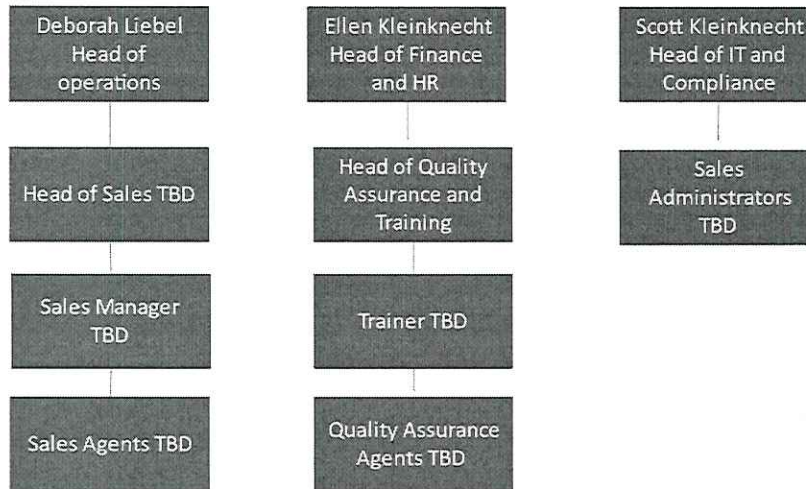 Deborah Liebel
Head of
operations
Ellen Kleinknecht
Head of Finance
and HR
Scott Kleinknecht
Head of IT and
Compliance
Head of Sales TBD
Head of Quality
Assurance and
Training
Sales
Administrators
TBD
Sales Manager
TBD
Trainer TBD
Sales Agents TBD
Quality Assurance
Agents TBD